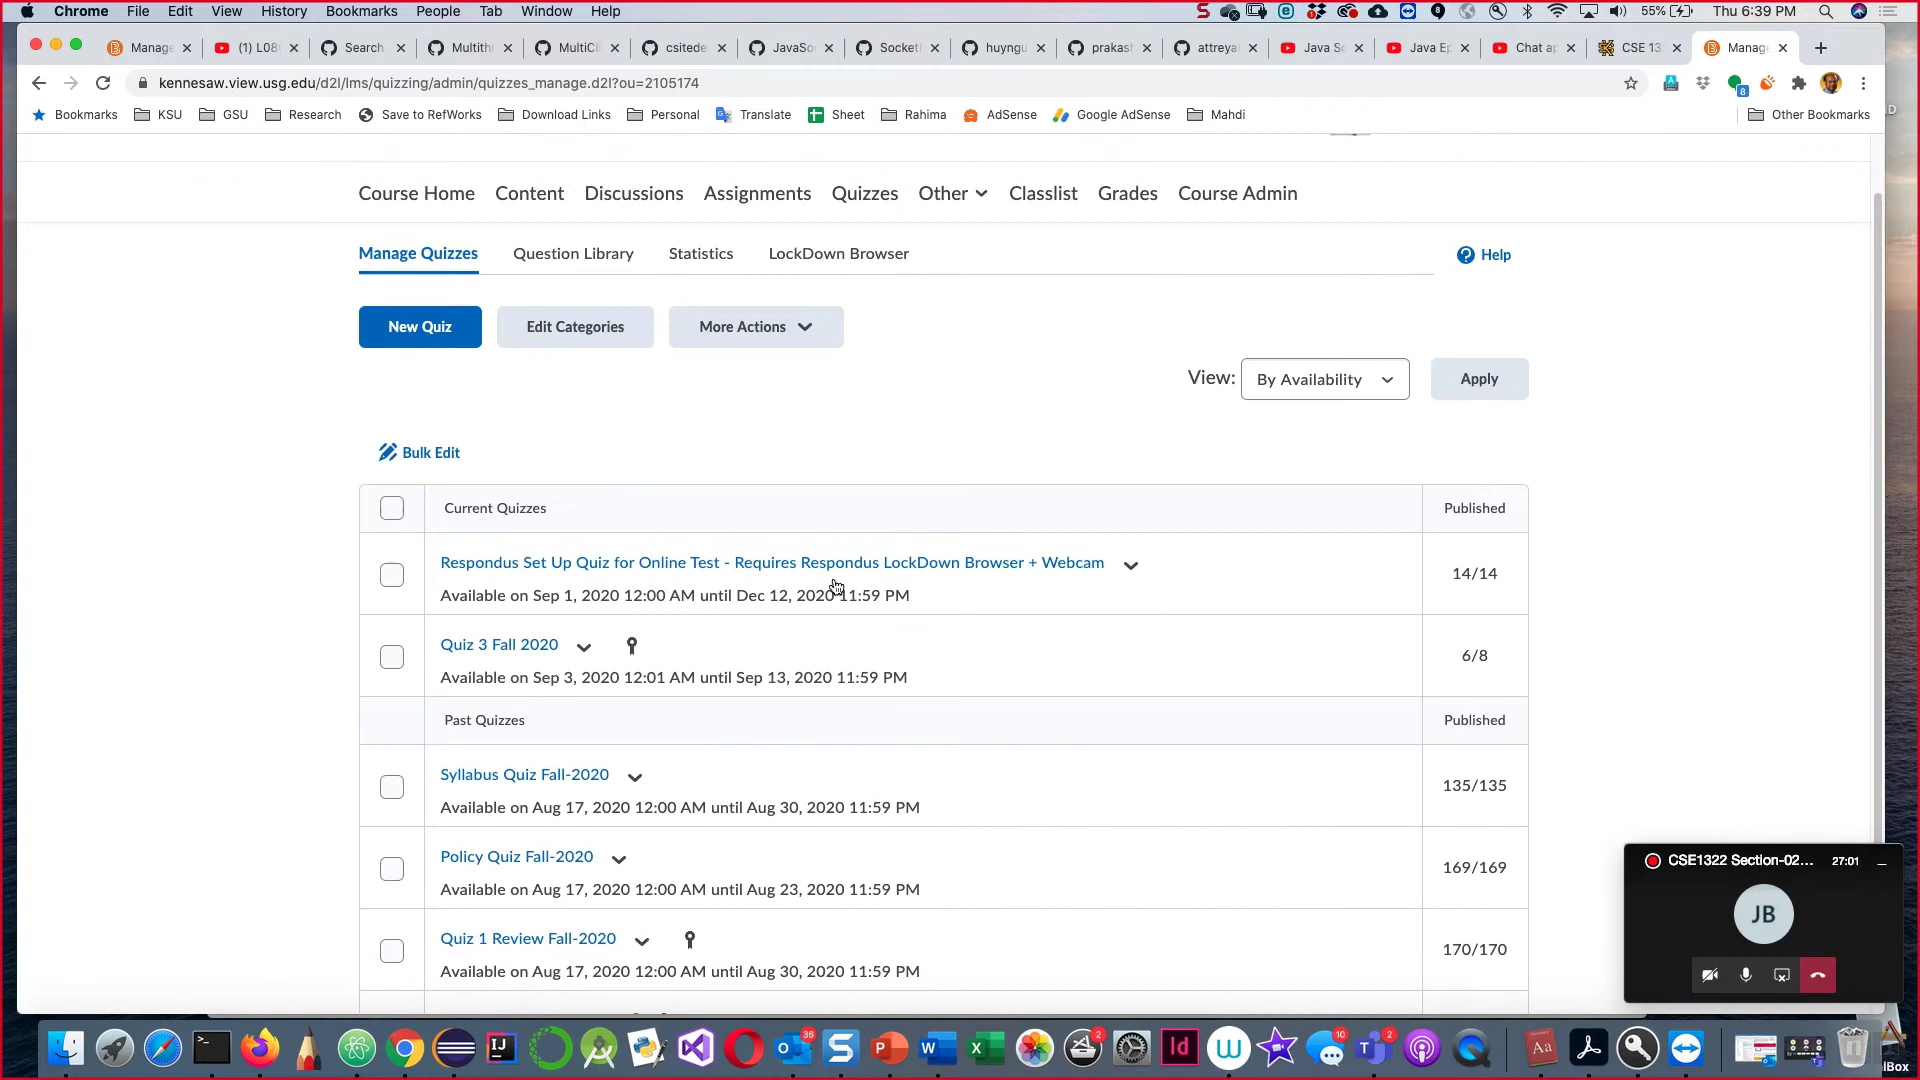 Chrome File Edit View History Bookmarks People Tab Window Help 55% Thu 6:39 PM
Manage (1) L08 Search Multith MultiCli csitede JavaSo Socket huyngu prakas attreya Java So Java Ep Chat ap CSE 13 Manage
kennesaw.view.usg.edu/d2l/lms/quizzing/admin/quizzes_manage.d2l?ou=2105174
8
Bookmarks KSU GSU Research Save to RefWorks Download Links Personal Translate Sheet Rahima AdSense Google AdSense Mahdi Other Bookmarks
Course Home Content Discussions Assignments Quizzes Other Classlist Grades Course Admin
Manage Quizzes Question Library Statistics LockDown Browser Help
New Quiz Edit Categories More Actions
View: By Availability Apply
Bulk Edit
Current Quizzes Published
Respondus Set Up Quiz for Online Test - Requires Respondus LockDown Browser + Webcam
14/14
Available on Sep 1, 2020 12:00 AM until Dec 12, 2020 11:59 PM
Quiz 3 Fall 2020
6/8
Available on Sep 3, 2020 12:01 AM until Sep 13, 2020 11:59 PM
Past Quizzes Published
Syllabus Quiz Fall-2020
135/135
Available on Aug 17, 2020 12:00 AM until Aug 30, 2020 11:59 PM
Policy Quiz Fall-2020
169/169
Available on Aug 17, 2020 12:00 AM until Aug 23, 2020 11:59 PM
Quiz 1 Review Fall-2020
170/170
Available on Aug 17, 2020 12:00 AM until Aug 30, 2020 11:59 PM
CSE1322 Section-02... 27:01
JB
36 2 10 2
lBox